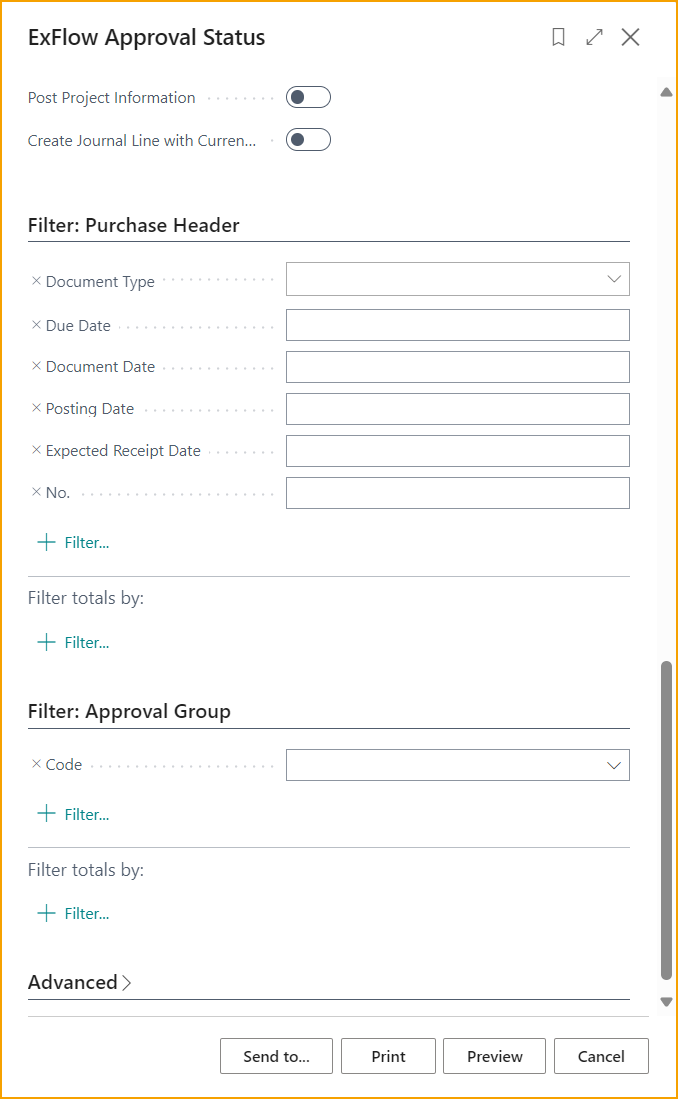 ExFlow Approval Status
Post Project Information
Create Journal Line with Curren...
Filter: Purchase Header
Document Type
Due Date
Document Date
Posting Date
Expected Receipt Date
No.
Filter...
Filter totals by:
Filter...
Filter: Approval Group
Code
Filter...
Filter totals by:
Filter...
Advanced
Send to... Print Preview Cancel